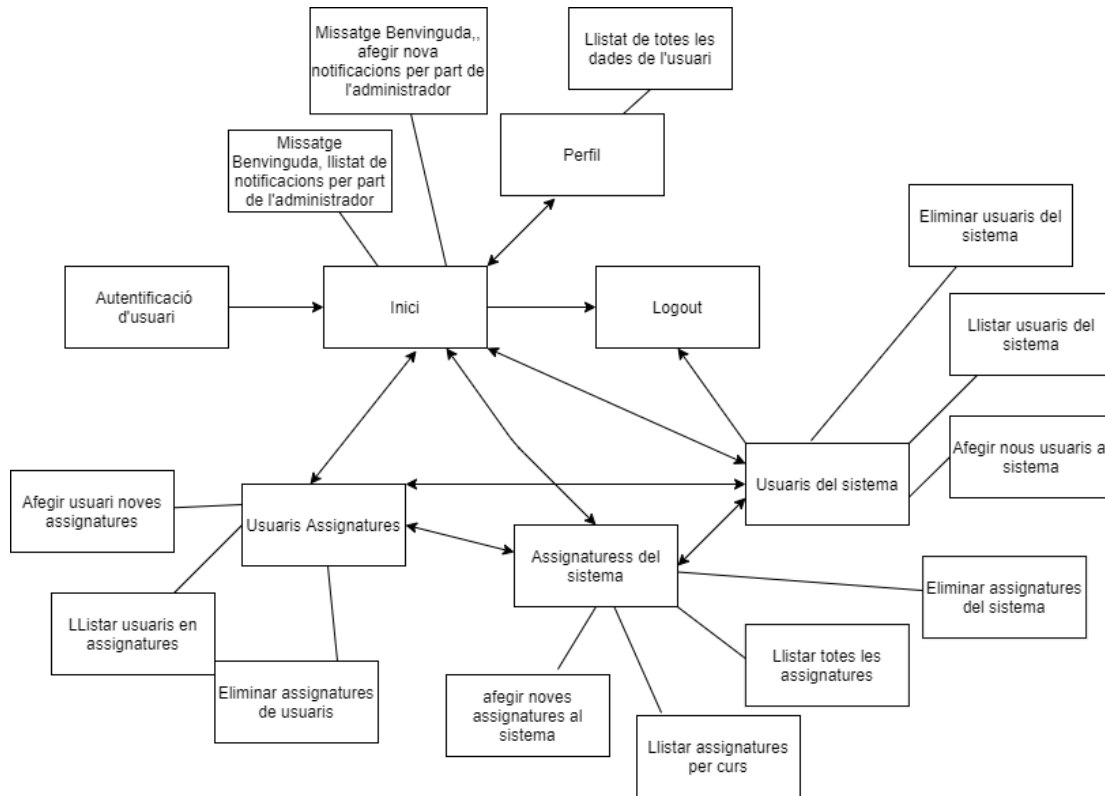 Missatge Benvinguda,,
afegir nova
notificacions per part de
l'administrador
Llistat de totes les
dades de l'usuari
Missatge
Benvinguda, llistat de
notificacions per part
de l'administrador
Perfil
Eliminar usuaris del
sistema
Autentificació
d'usuari
Inici
Logout
Llistar usuaris del
sistema
Afegir nous usuaris al
sistema
Usuaris del sistema
Afegir usuari noves
assignatures
Usuaris Assignatures
Assignaturess del
sistema
Eliminar assignatures
del sistema
LListar usuaris en
assignatures
Llistar totes les
assignatures
Eliminar assignatures
de usuaris
afegir noves
assignatures al
sistema
Llistar assignatures
per curs